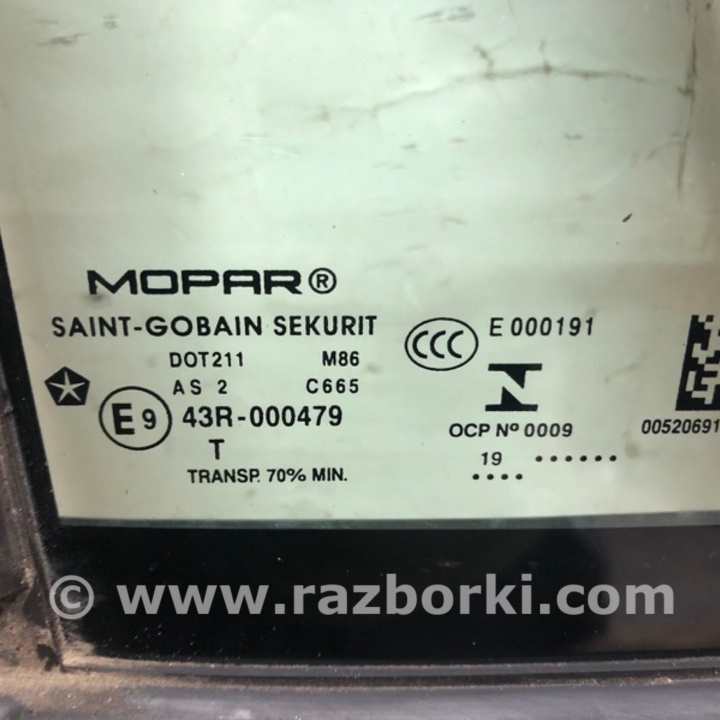 MOPAR®
SAINT-GOBAIN SEKURIT
DOT211 M86
AS 2 C665
E9 43R-000479
T
TRANSP. 70% MIN.
CCC E 000191
OCP Nº 0009
19 ······
····
00520691
© www.razborki.com